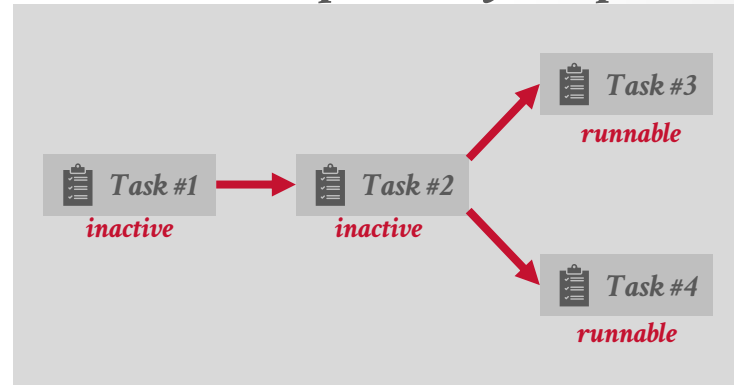 Task #1
inactive
Task #2
inactive
Task #3
runnable
Task #4
runnable